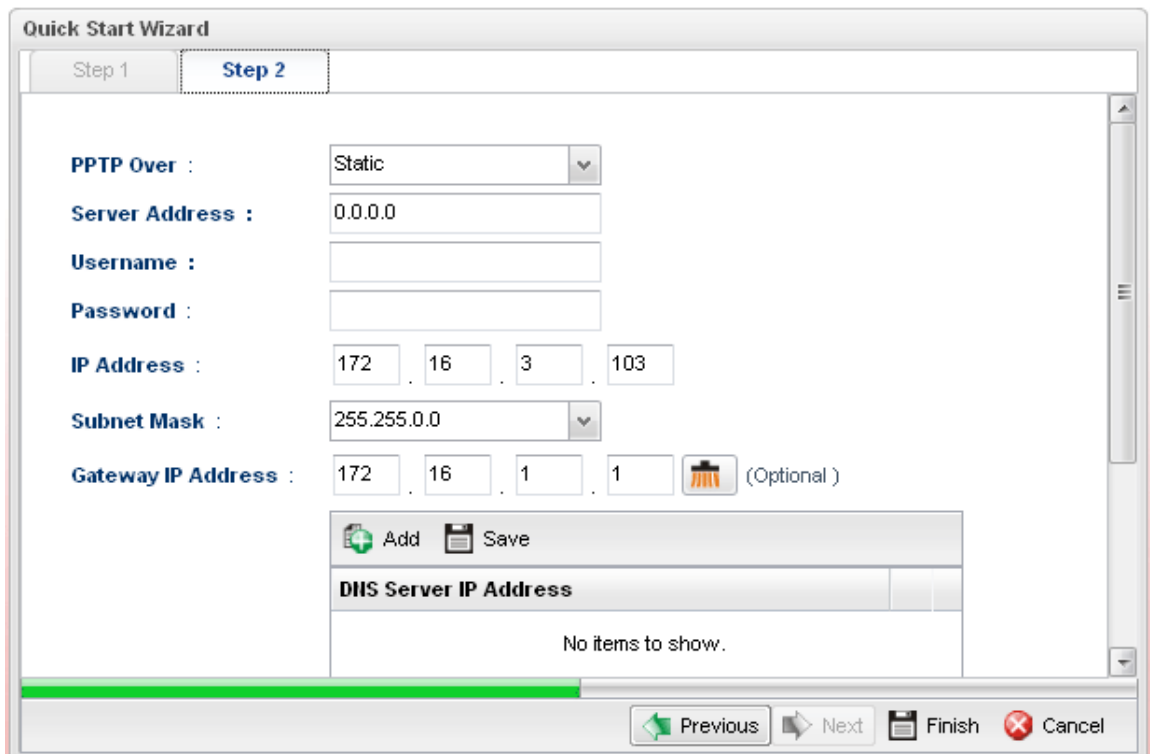 Quick Start Wizard
Step 1 Step 2
PPTP Over : Static
Server Address : 0.0.0.0
Username :
Password :
IP Address : 172 . 16 . 3 . 103
Subnet Mask : 255.255.0.0
Gateway IP Address : 172 . 16 . 1 . 1 (Optional )
Add Save
DNS Server IP Address
No items to show.
Previous Next Finish Cancel